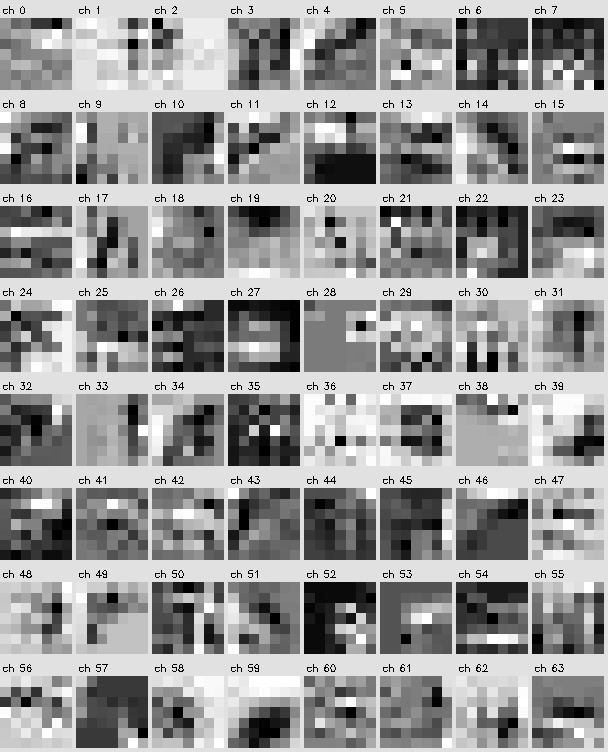 ch 0 ch 1 ch 2 ch 3 ch 4 ch 5 ch 6 ch 7
ch 8 ch 9 ch 10 ch 11 ch 12 ch 13 ch 14 ch 15
ch 16 ch 17 ch 18 ch 19 ch 20 ch 21 ch 22 ch 23
ch 24 ch 25 ch 26 ch 27 ch 28 ch 29 ch 30 ch 31
ch 32 ch 33 ch 34 ch 35 ch 36 ch 37 ch 38 ch 39
ch 40 ch 41 ch 42 ch 43 ch 44 ch 45 ch 46 ch 47
ch 48 ch 49 ch 50 ch 51 ch 52 ch 53 ch 54 ch 55
ch 56 ch 57 ch 58 ch 59 ch 60 ch 61 ch 62 ch 63